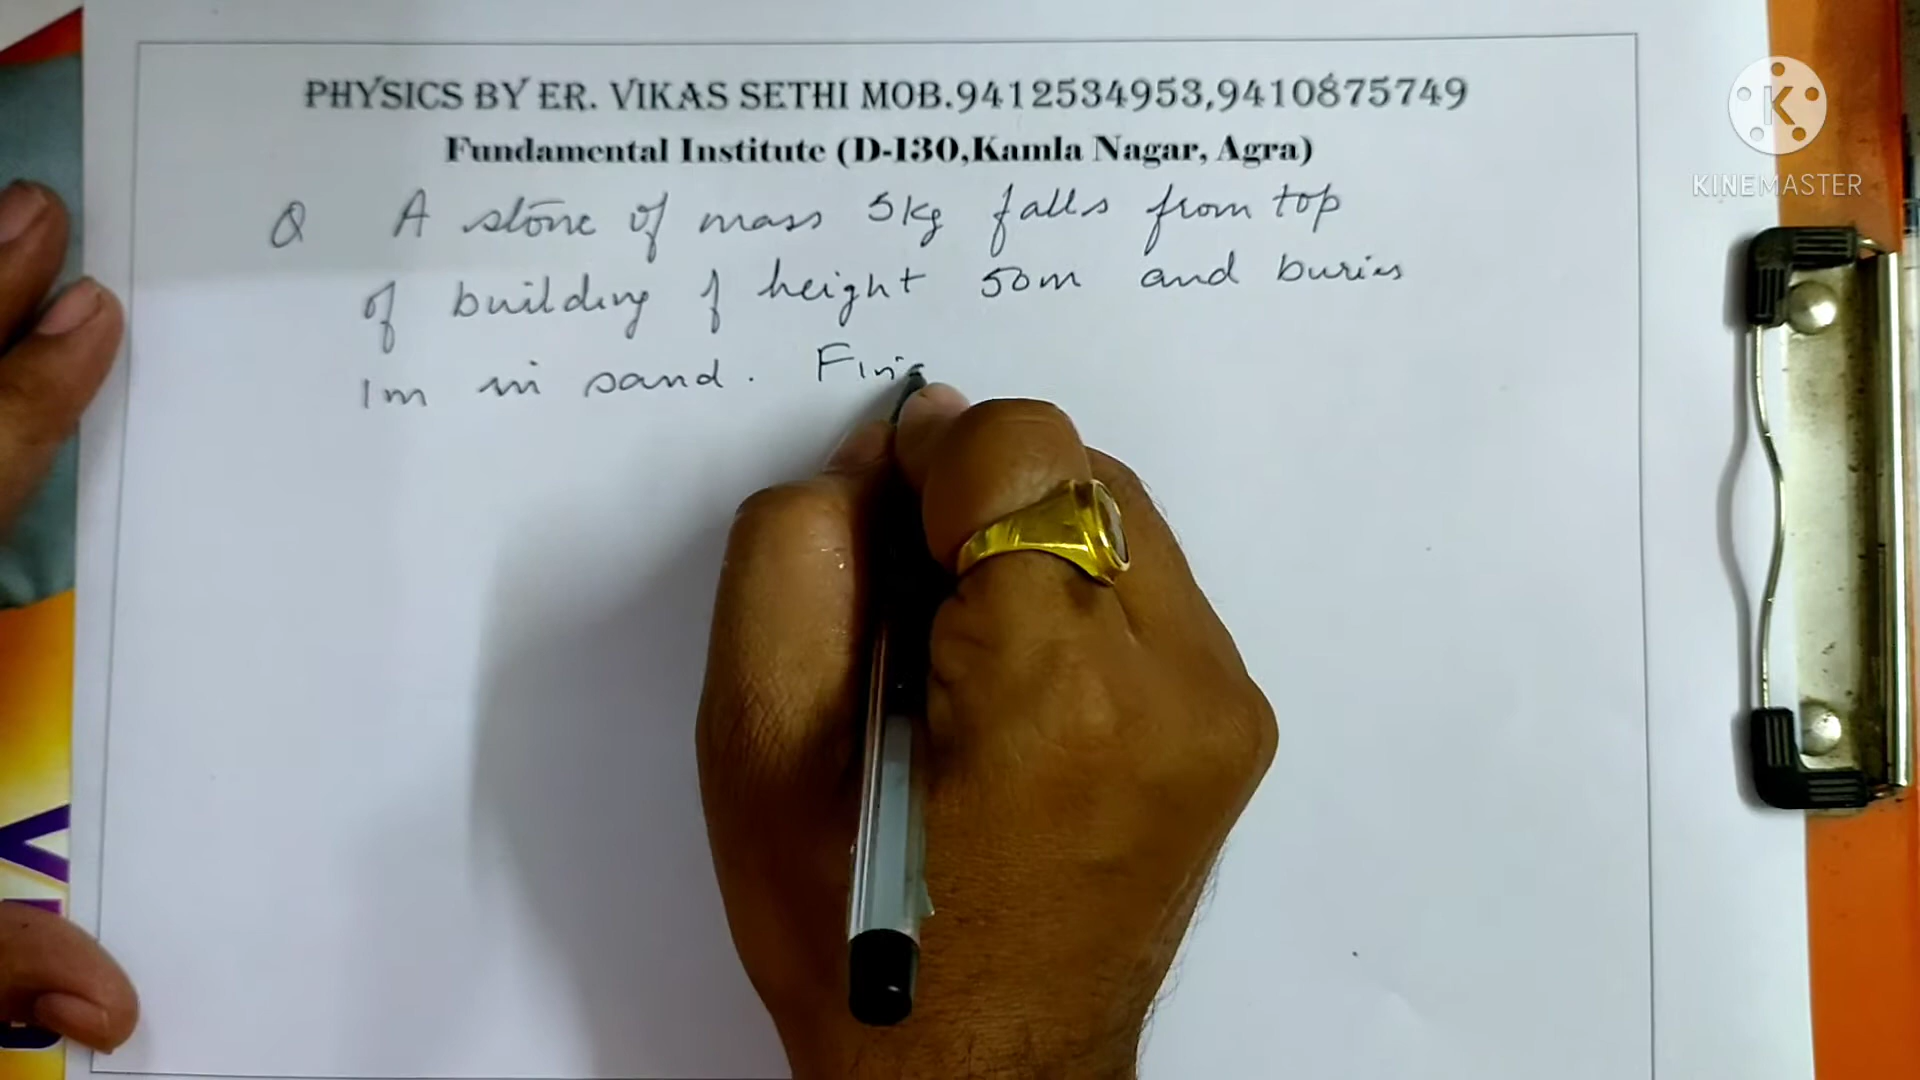 PHYSICS BY ER. VIKAS SETHI MOB.9412534953,9410875749
Fundamental Institute (D-130,Kamla Nagar, Agra)
KINEMASTER
Q A stone of mass 5kg falls from top
of building of height 50m and buries
1m in sand. Fin